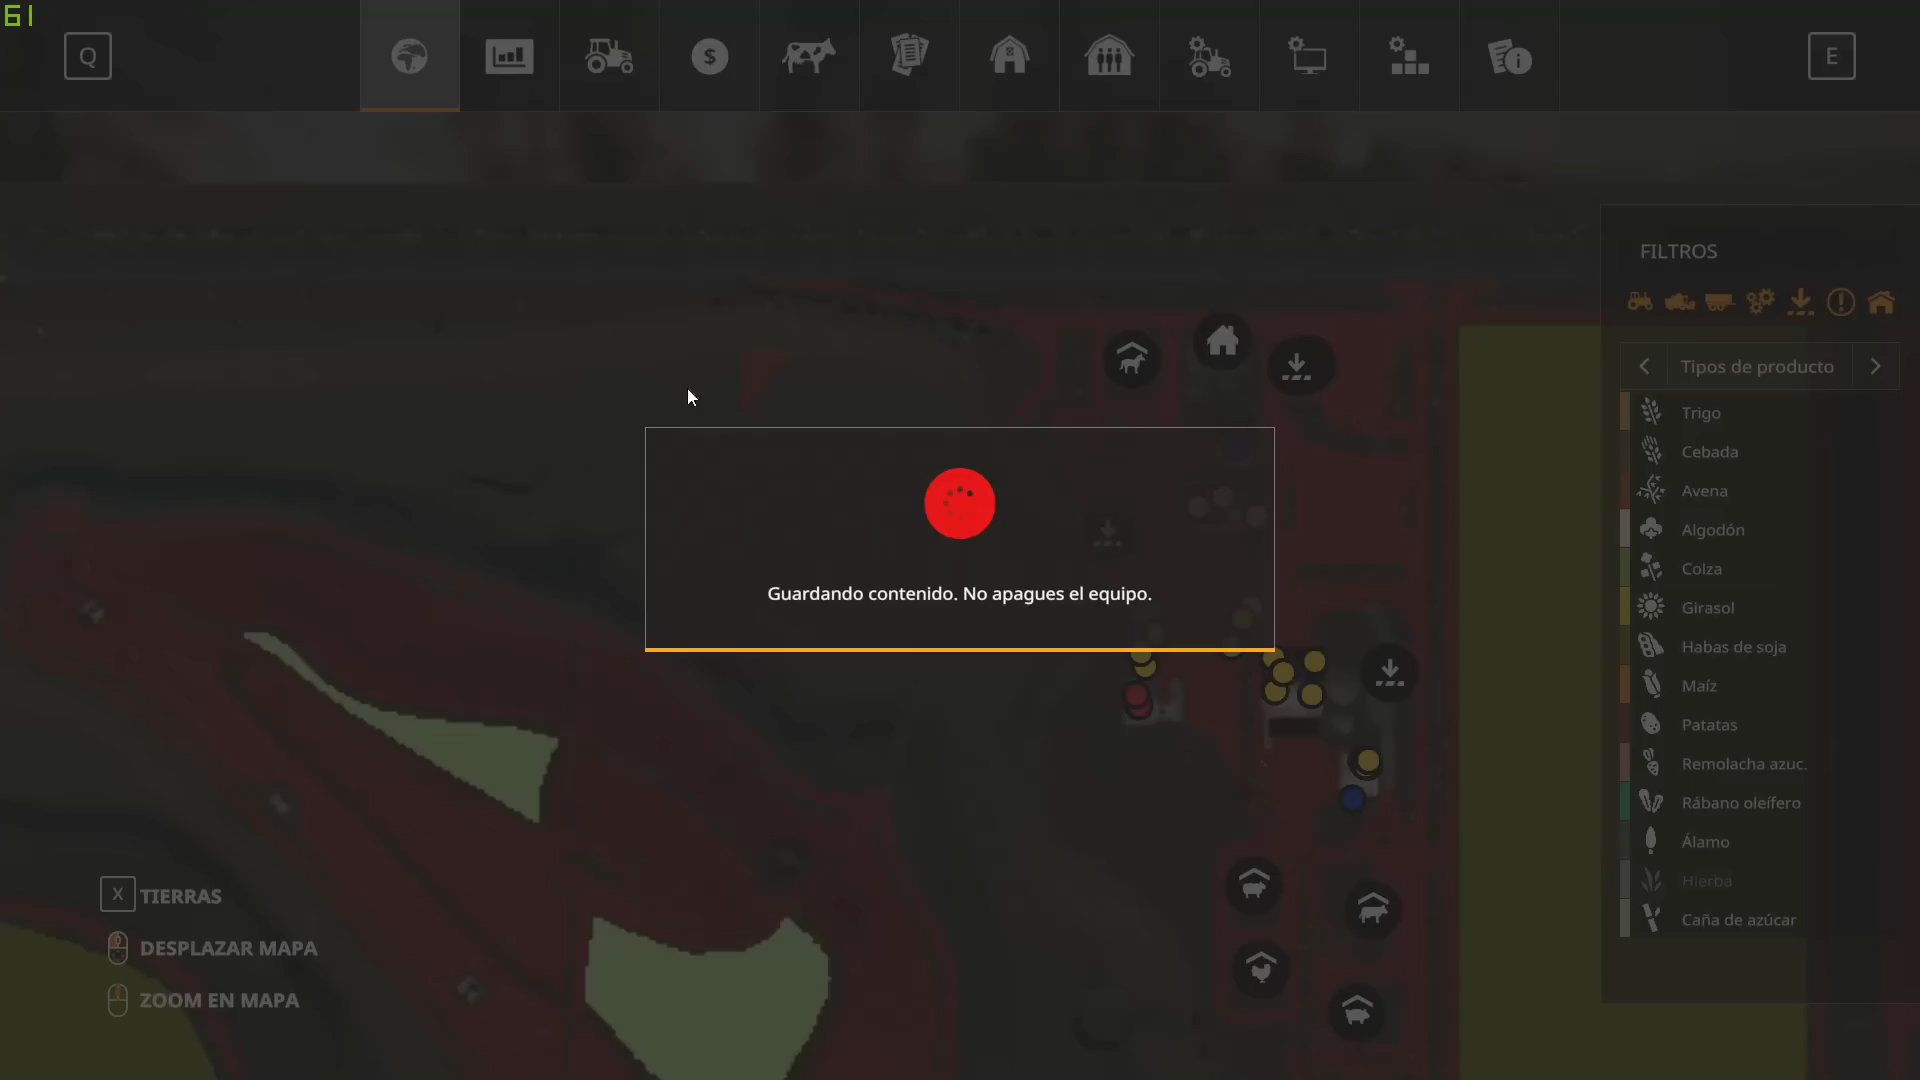 61
Q
E
FILTROS
Tipos de producto
Trigo
Cebada
Avena
Algodón
Colza
Girasol
Guardando contenido. No apagues el equipo.
Habas de soja
Maíz
Patatas
Remolacha azuc.
Rábano oleífero
Álamo
Hierba
Caña de azúcar
X TIERRAS
DESPLAZAR MAPA
ZOOM EN MAPA